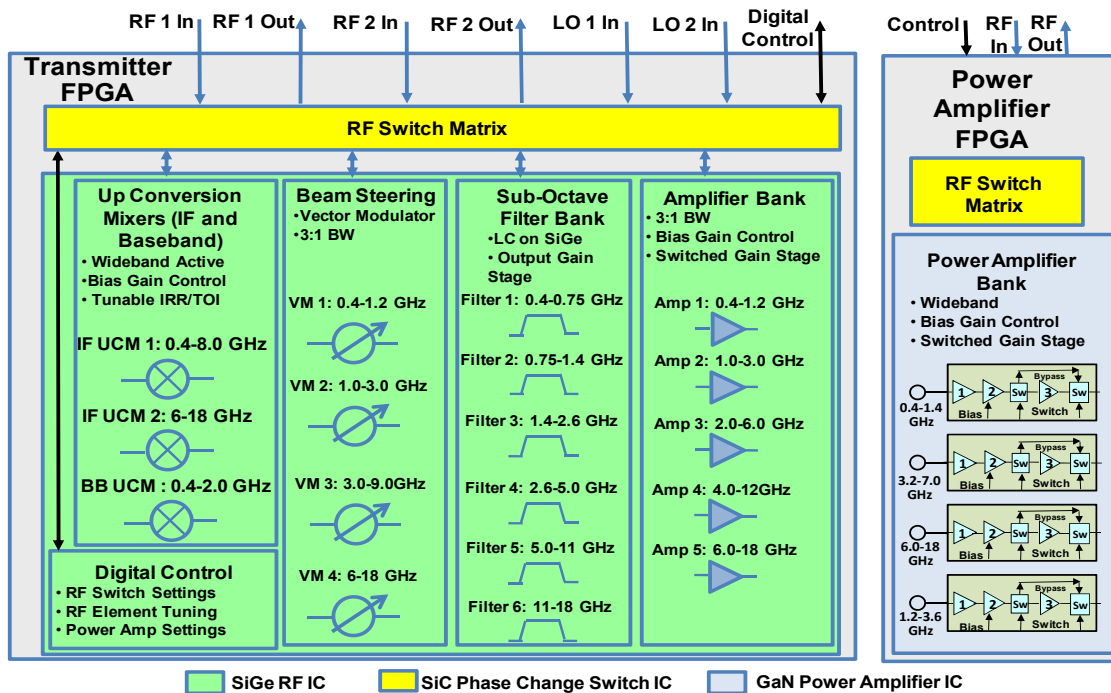 RF 1 In
RF 1 Out
RF 2 In
RF 2 Out
LO 1 In
LO 2 In
Digital
Control
Transmitter
FPGA
RF Switch Matrix
Up Conversion
Mixers (IF and
Baseband)
• Wideband Active
•Bias Gain Control
• Tunable IRR/TOI
IF UCM 1: 0.4-8.0 GHz
IF UCM 2: 6-18 GHz
BB UCM : 0.4-2.0 GHz
Digital Control
• RF Switch Settings
• RF Element Tuning
• Power Amp Settings
Beam Steering
•Vector Modulator
•3:1 BW
VM 1: 0.4-1.2 GHz
VM 2: 1.0-3.0 GHz
VM 3: 3.0-9.0GHz
VM 4: 6-18 GHz
Sub-Octave
Filter Bank
•LC on SiGe
• Output Gain
Stage
Filter 1: 0.4-0.75 GHz
Filter 2: 0.75-1.4 GHz
Filter 3: 1.4-2.6 GHz
Filter 4: 2.6-5.0 GHz
Filter 5: 5.0-11 GHz
Filter 6: 11-18 GHz
Amplifier Bank
• 3:1 BW
• Bias Gain Control
• Switched Gain Stage
Amp 1: 0.4-1.2 GHz
Amp 2: 1.0-3.0 GHz
Amp 3: 2.0-6.0 GHz
Amp 4: 4.0-12GHz
Amp 5: 6.0-18 GHz
Control
RF
In
RF
Out
Power
Amplifier
FPGA
RF Switch
Matrix
Power Amplifier
Bank
• Wideband
• Bias Gain Control
• Switched Gain Stage
Bypass
1 2 Sw 3 Sw
Bias Switch
0.4-1.4
GHz
Bypass
1 2 Sw 3 Sw
Bias Switch
3.2-7.0
GHz
Bypass
1 2 Sw 3 Sw
Bias Switch
6.0-18
GHz
Bypass
1 2 Sw 3 Sw
Bias Switch
1.2-3.6
GHz
SiGe RF IC
SiC Phase Change Switch IC
GaN Power Amplifier IC